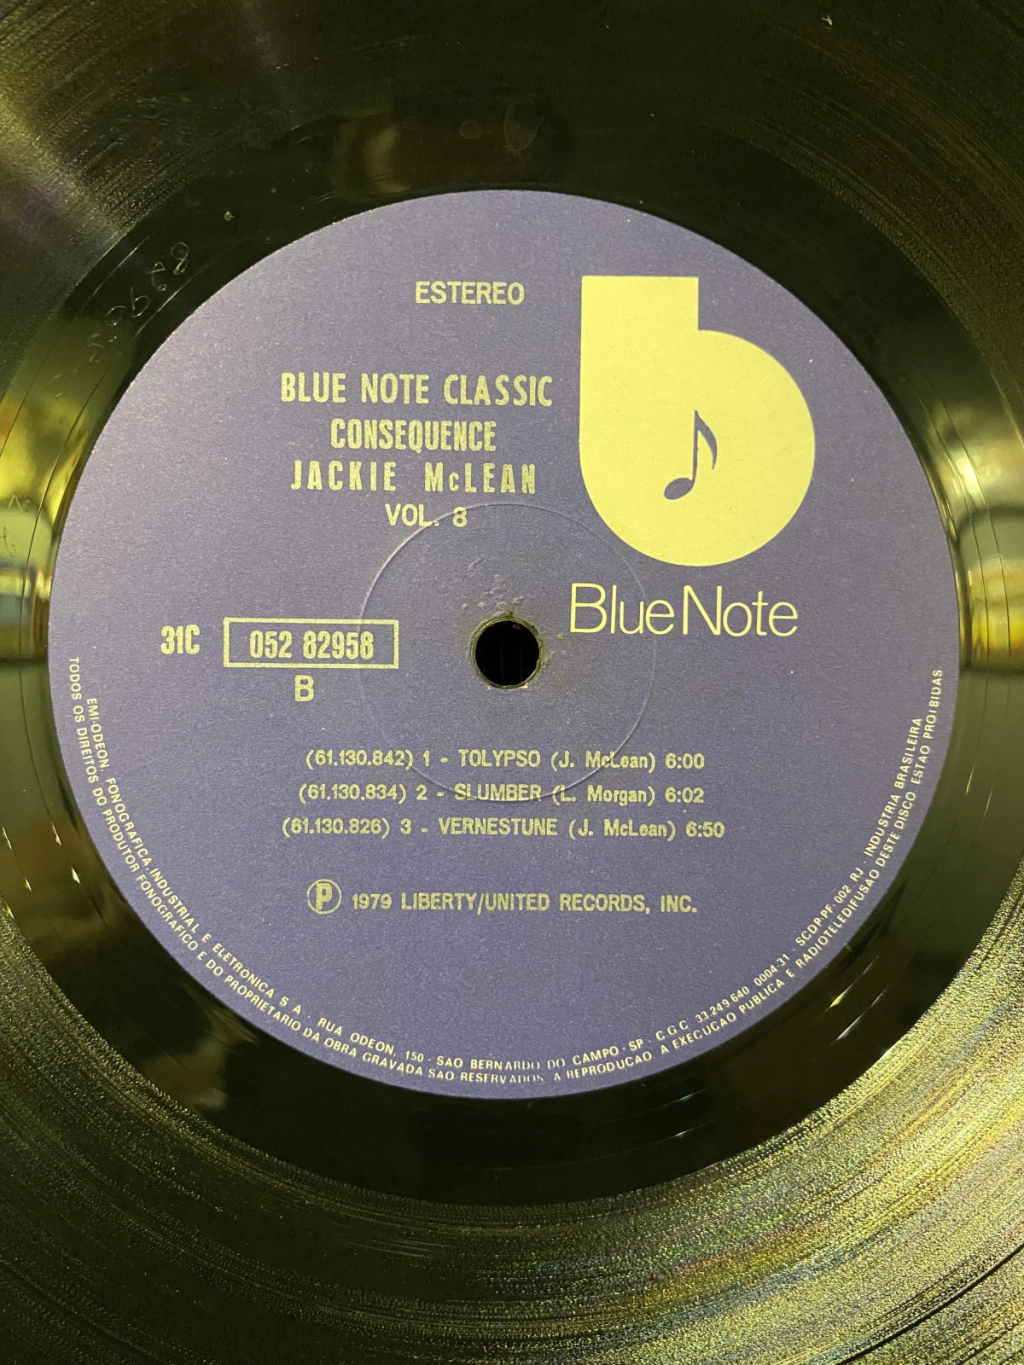 ESTEREO
BLUE NOTE CLASSIC
CONSEQUENCE
JACKIE McLEAN
VOL. 8
Blue Note
31C 052 82958
B
(61.130.842) 1 - TOLYPSO (J. McLean) 6:00
(61.130.834) 2 - SLUMBER (L. Morgan) 6:02
(61.130.826) 3 - VERNESTUNE (J. McLean) 6:50
Ⓟ 1979 LIBERTY/UNITED RECORDS, INC.
EMI-ODEON, FONOGRAFICA, INDUSTRIAL E ELETRONICA S A · RUA ODEON, 150 · SAO BERNARDO DO CAMPO · SP · C G C 33 249 640 0004-31 · SCDP-PF · 002 RJ · INDUSTRIA BRASILEIRA
TODOS OS DIREITOS DO PRODUTOR FONOGRAFICO E DO PROPRIETARIO DA OBRA GRAVADA SAO RESERVADOS A REPRODUCAO A EXECUCAO PUBLICA E RADIOTELEDIFUSAO DESTE DISCO ESTAO PROIBIDAS